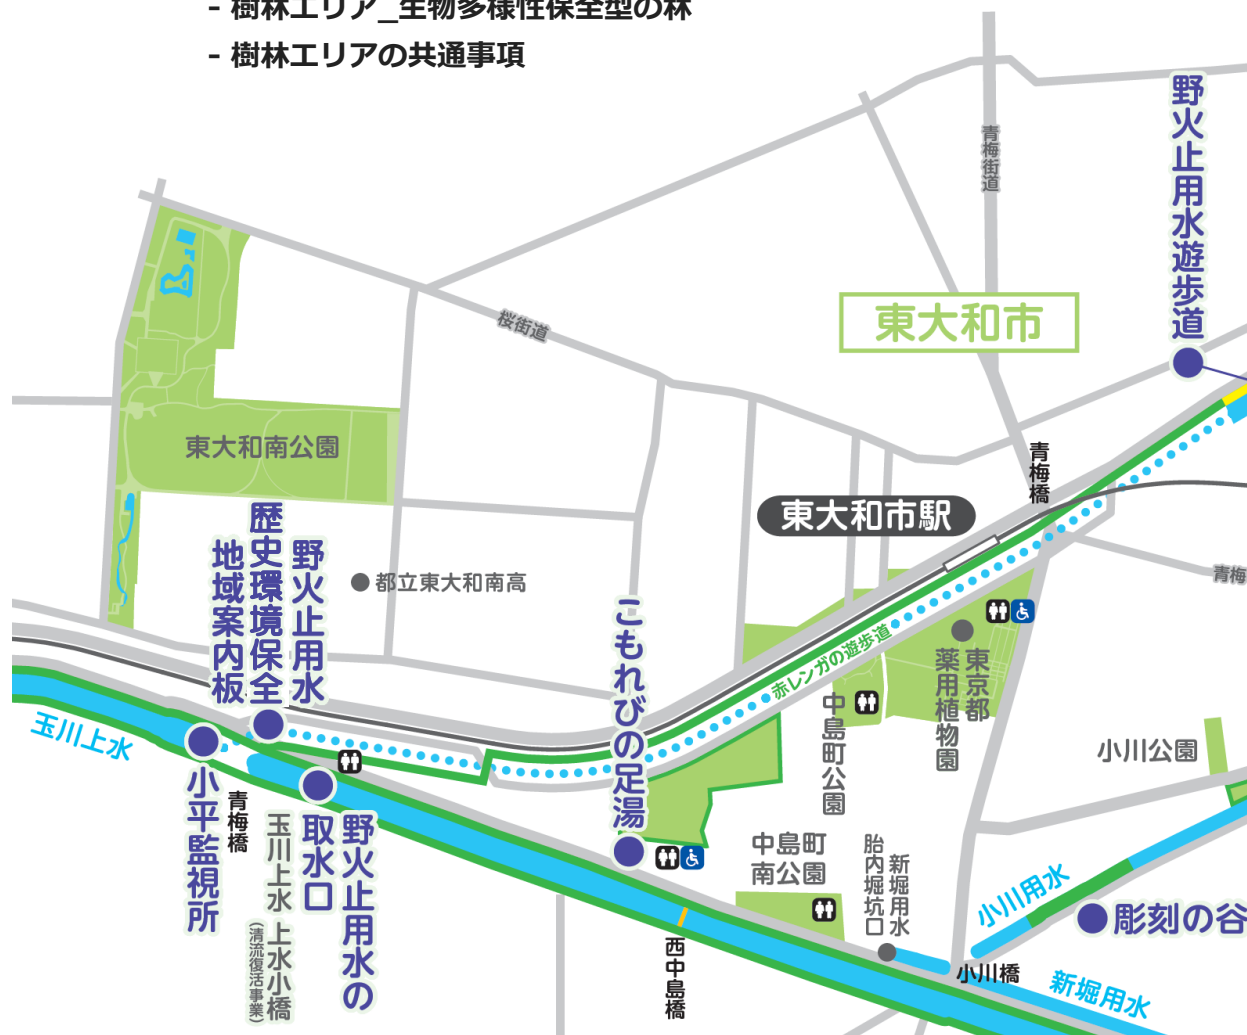 - 樹林エリア_生物多様性保全型の林
- 樹林エリアの共通事項
青梅街道
野火止用水遊歩道
東大和市
桜街道
東大和南公園
青梅橋
東大和市駅
野火止用水
歴史環境保全
地域案内板
都立東大和南高
青梅
こもれびの足湯
赤レンガの遊歩道
東京都
薬用植物園
中島町公園
玉川上水
小川公園
小平監視所
青梅橋
野火止用水の
取水口
玉川上水 上水小橋
(清流復活事業)
中島町
南公園
新堀用水
胎内堀坑口
小川用水
彫刻の谷
西中島橋
小川橋
新堀用水